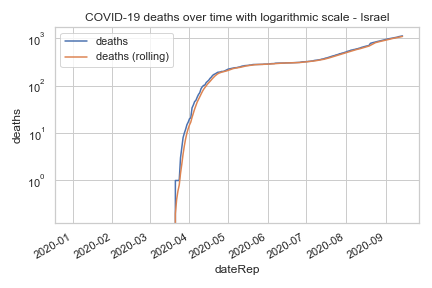 COVID-19 deaths over time with logarithmic scale - Israel
deaths
deaths (rolling)
10³
10²
10¹
10⁰
deaths
2020-01
2020-02
2020-03
2020-04
2020-05
2020-06
2020-07
2020-08
2020-09
dateRep